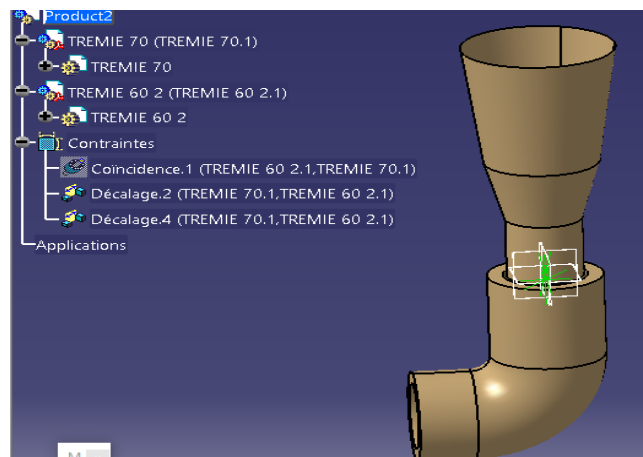 Product2
TREMIE 70 (TREMIE 70.1)
TREMIE 70
TREMIE 60 2 (TREMIE 60 2.1)
TREMIE 60 2
Contraintes
Coïncidence.1 (TREMIE 60 2.1,TREMIE 70.1)
Décalage.2 (TREMIE 70.1,TREMIE 60 2.1)
Décalage.4 (TREMIE 70.1,TREMIE 60 2.1)
Applications